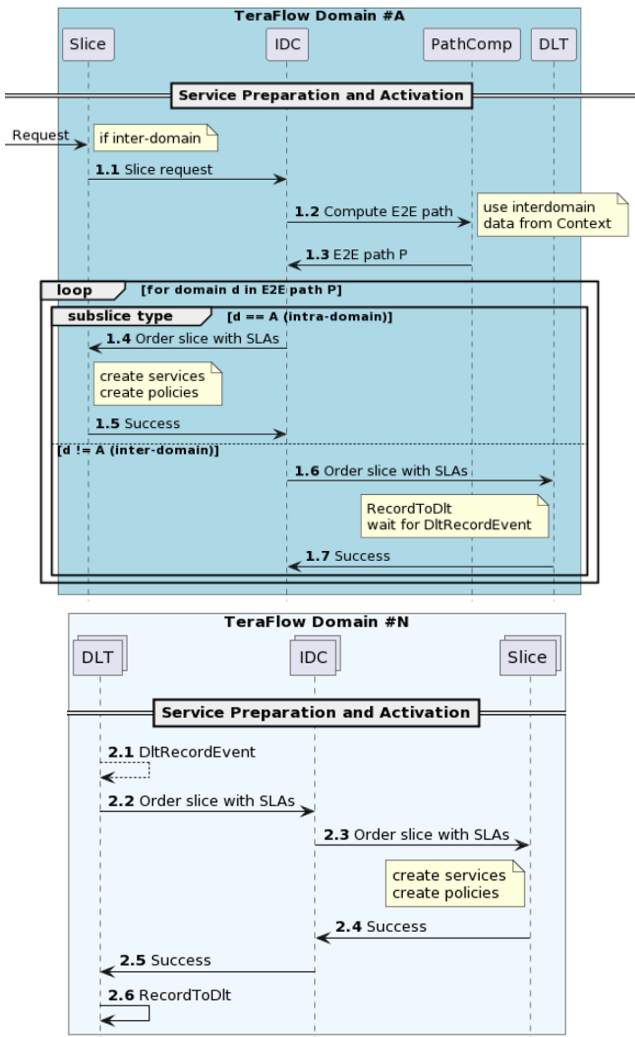 TeraFlow Domain #A
Slice
IDC
PathComp
DLT
Service Preparation and Activation
Request
if inter-domain
1.1 Slice request
1.2 Compute E2E path
use interdomain
data from Context
1.3 E2E path P
loop
[for domain d in E2E path P]
subslice type
[d == A (intra-domain)]
1.4 Order slice with SLAs
create services
create policies
1.5 Success
[d != A (inter-domain)]
1.6 Order slice with SLAs
RecordToDlt
wait for DltRecordEvent
1.7 Success
TeraFlow Domain #N
DLT
IDC
Slice
Service Preparation and Activation
2.1 DltRecordEvent
2.2 Order slice with SLAs
2.3 Order slice with SLAs
create services
create policies
2.4 Success
2.5 Success
2.6 RecordToDlt